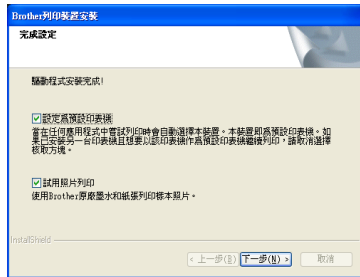 Brother列印裝置安裝
完成設定
驅動程式安裝完成!
設定為預設印表機
當在任何應用程式中嘗試列印時會自動選擇本裝置。本裝置即為預設印表機。如
果已安裝另一台印表機且想要以該印表機作為預設印表機繼續列印，請取消選擇
核取方塊。
試用照片列印
使用Brother原廠墨水和紙張列印樣本照片。
InstallShield
< 上一步(B)
下一步(N) >
取消